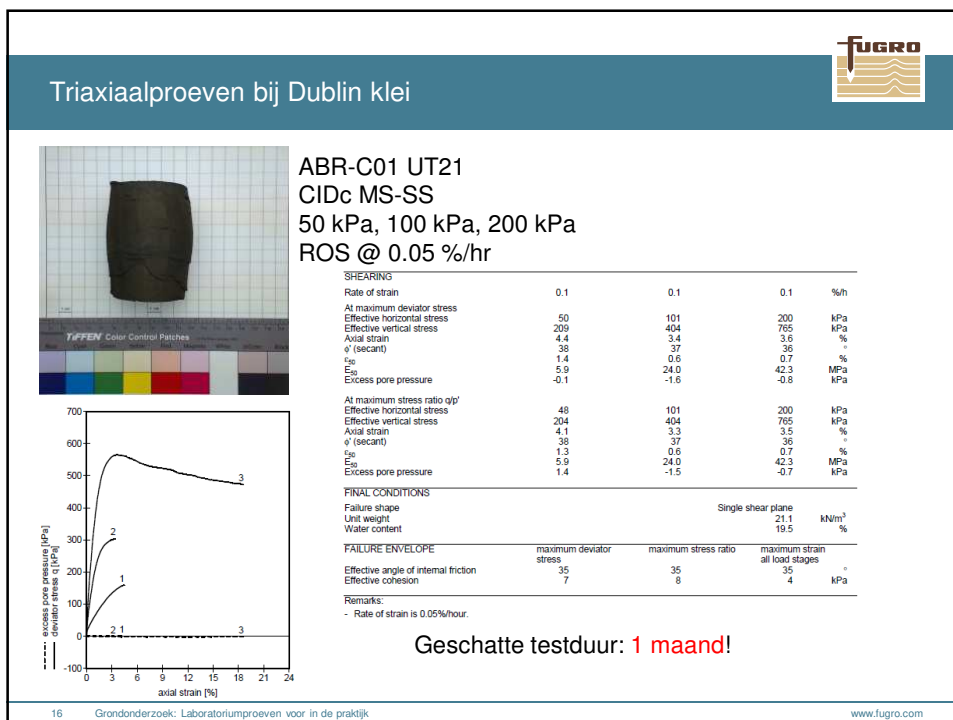 FUGRO
Triaxiaalproeven bij Dublin klei
ABR-C01 UT21
CIDc MS-SS
50 kPa, 100 kPa, 200 kPa
ROS @ 0.05 %/hr
TIFFEN Color Control Patches
SHEARING
Rate of strain 0.1 0.1 0.1 %/h
At maximum deviator stress
Effective horizontal stress 50 101 200 kPa
Effective vertical stress 209 404 765 kPa
Axial strain 4.4 3.4 3.6 %
ϕ' (secant) 38 37 36 °
ε50 1.4 0.6 0.7 %
E50 5.9 24.0 42.3 MPa
Excess pore pressure -0.1 -1.6 -0.8 kPa
At maximum stress ratio q/p'
Effective horizontal stress 48 101 200 kPa
Effective vertical stress 204 404 765 kPa
Axial strain 4.1 3.3 3.5 %
ϕ' (secant) 38 37 36 °
ε50 1.3 0.6 0.7 %
E50 5.9 24.0 42.3 MPa
Excess pore pressure 1.4 -1.5 -0.7 kPa
FINAL CONDITIONS
Failure shape Single shear plane
Unit weight 21.1 kN/m³
Water content 19.5 %
FAILURE ENVELOPE maximum deviator stress maximum stress ratio maximum strain all load stages
Effective angle of internal friction 35 35 35 °
Effective cohesion 7 8 4 kPa
Remarks:
- Rate of strain is 0.05%/hour.
excess pore pressure [kPa]
deviator stress q [kPa]
700
600
500
400
300
200
100
0
-100
3
2
1
2 1 3
0 3 6 9 12 15 18 21 24
axial strain [%]
Geschatte testduur: 1 maand!
16 Grondonderzoek: Laboratoriumproeven voor in de praktijk www.fugro.com